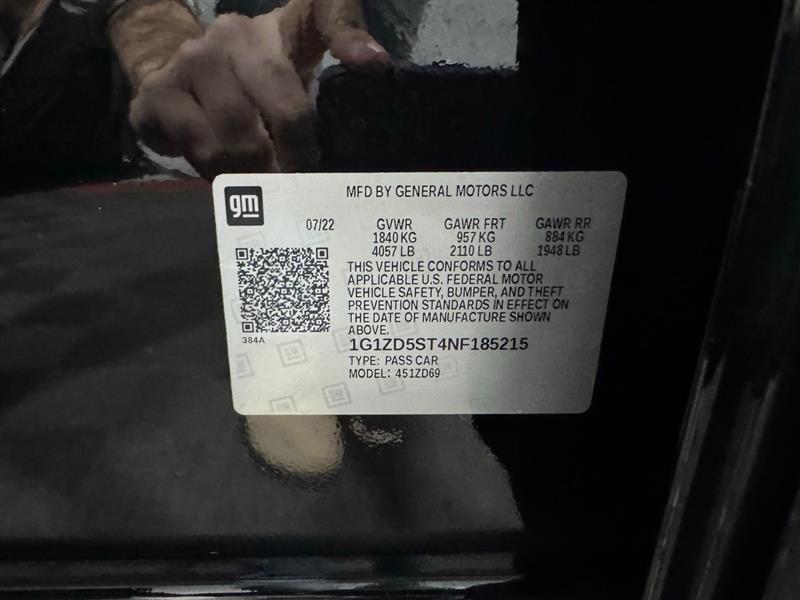 gm
MFD BY GENERAL MOTORS LLC
07/22 GVWR GAWR FRT GAWR RR
1840 KG 957 KG 884 KG
4057 LB 2110 LB 1948 LB
THIS VEHICLE CONFORMS TO ALL
APPLICABLE U.S. FEDERAL MOTOR
VEHICLE SAFETY, BUMPER, AND THEFT
PREVENTION STANDARDS IN EFFECT ON
THE DATE OF MANUFACTURE SHOWN
ABOVE.
384A
1G1ZD5ST4NF185215
TYPE: PASS CAR
MODEL: 451ZD69